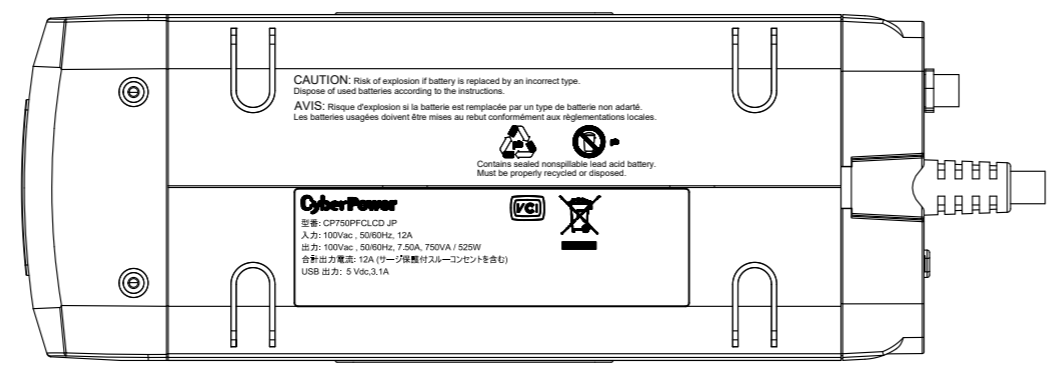 CAUTION: Risk of explosion if battery is replaced by an incorrect type.
Dispose of used batteries according to the instructions.
AVIS: Risque d'explosion si la batterie est remplacée par un type de batterie non adarté.
Les batteries usagées doivent être mises au rebut conformément aux règlementations locales.
Pb Pb
Contains sealed nonspillable lead acid battery.
Must be properly recycled or disposed.
CyberPower
VCI
型番: CP750PFCLCD JP
入力: 100Vac , 50/60Hz, 12A
出力: 100Vac , 50/60Hz, 7.50A, 750VA / 525W
合計出力電流: 12A (サージ保護付スルーコンセントを含む)
USB 出力: 5 Vdc,3.1A